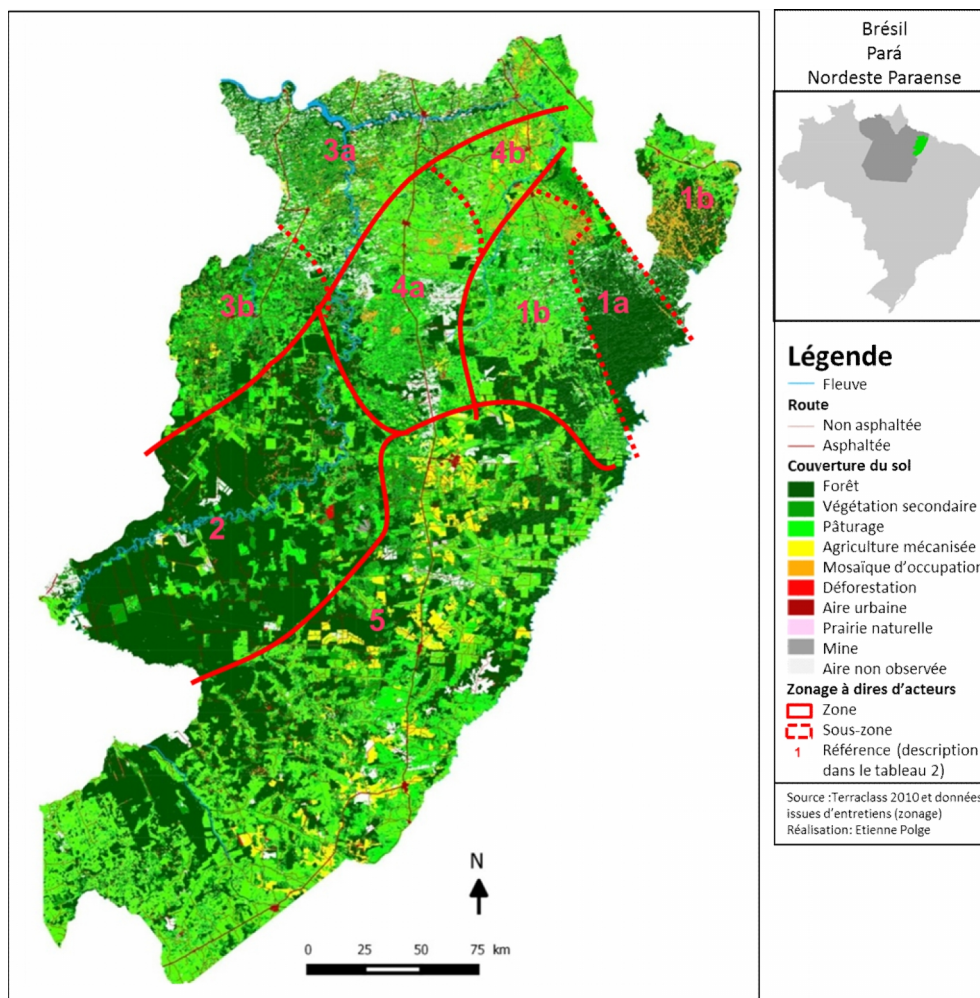 Brésil
Pará
Nordeste Paraense
3a
4b
1b
3b
4a
1b
1a
2
5
N
0 25 50 75 km
Légende
Fleuve
Route
Non asphaltée
Asphaltée
Couverture du sol
Forêt
Végétation secondaire
Pâturage
Agriculture mécanisée
Mosaïque d'occupation
Déforestation
Aire urbaine
Prairie naturelle
Mine
Aire non observée
Zonage à dires d'acteurs
Zone
Sous-zone
1 Référence (description
dans le tableau 2)
Source :Terraclass 2010 et données
issues d'entretiens (zonage)
Réalisation: Etienne Polge